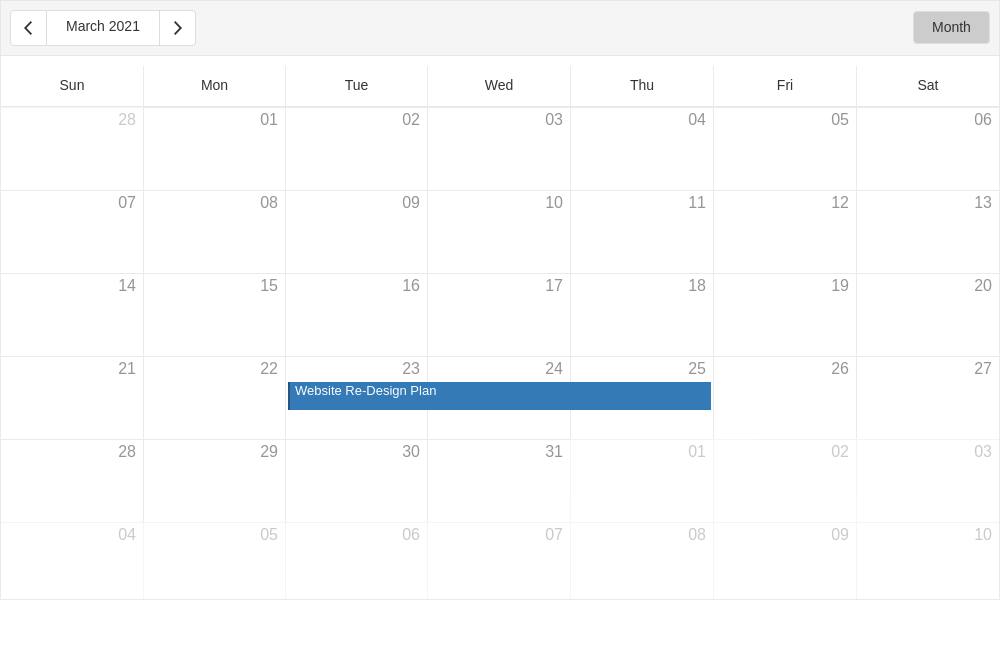 March 2021 Month
Sun Mon Tue Wed Thu Fri Sat
28 01 02 03 04 05 06
07 08 09 10 11 12 13
14 15 16 17 18 19 20
21 22 23 24 25 26 27
Website Re-Design Plan
28 29 30 31 01 02 03
04 05 06 07 08 09 10